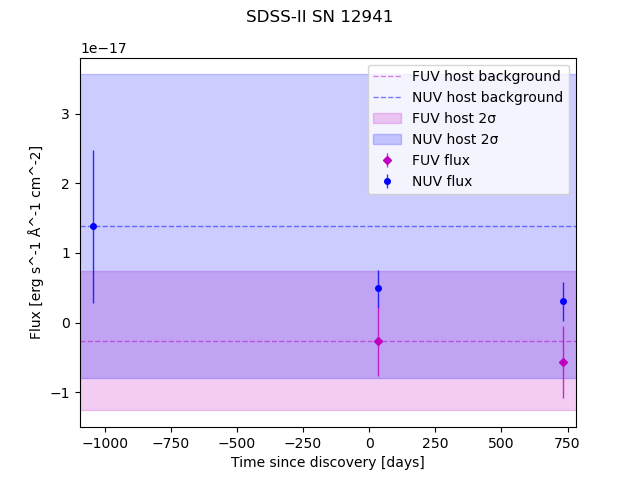 SDSS-II SN 12941
1e−17
FUV host background
NUV host background
FUV host 2σ
NUV host 2σ
FUV flux
NUV flux
3
2
1
0
−1
Flux [erg s^-1 Å^-1 cm^-2]
−1000 −750 −500 −250 0 250 500 750
Time since discovery [days]